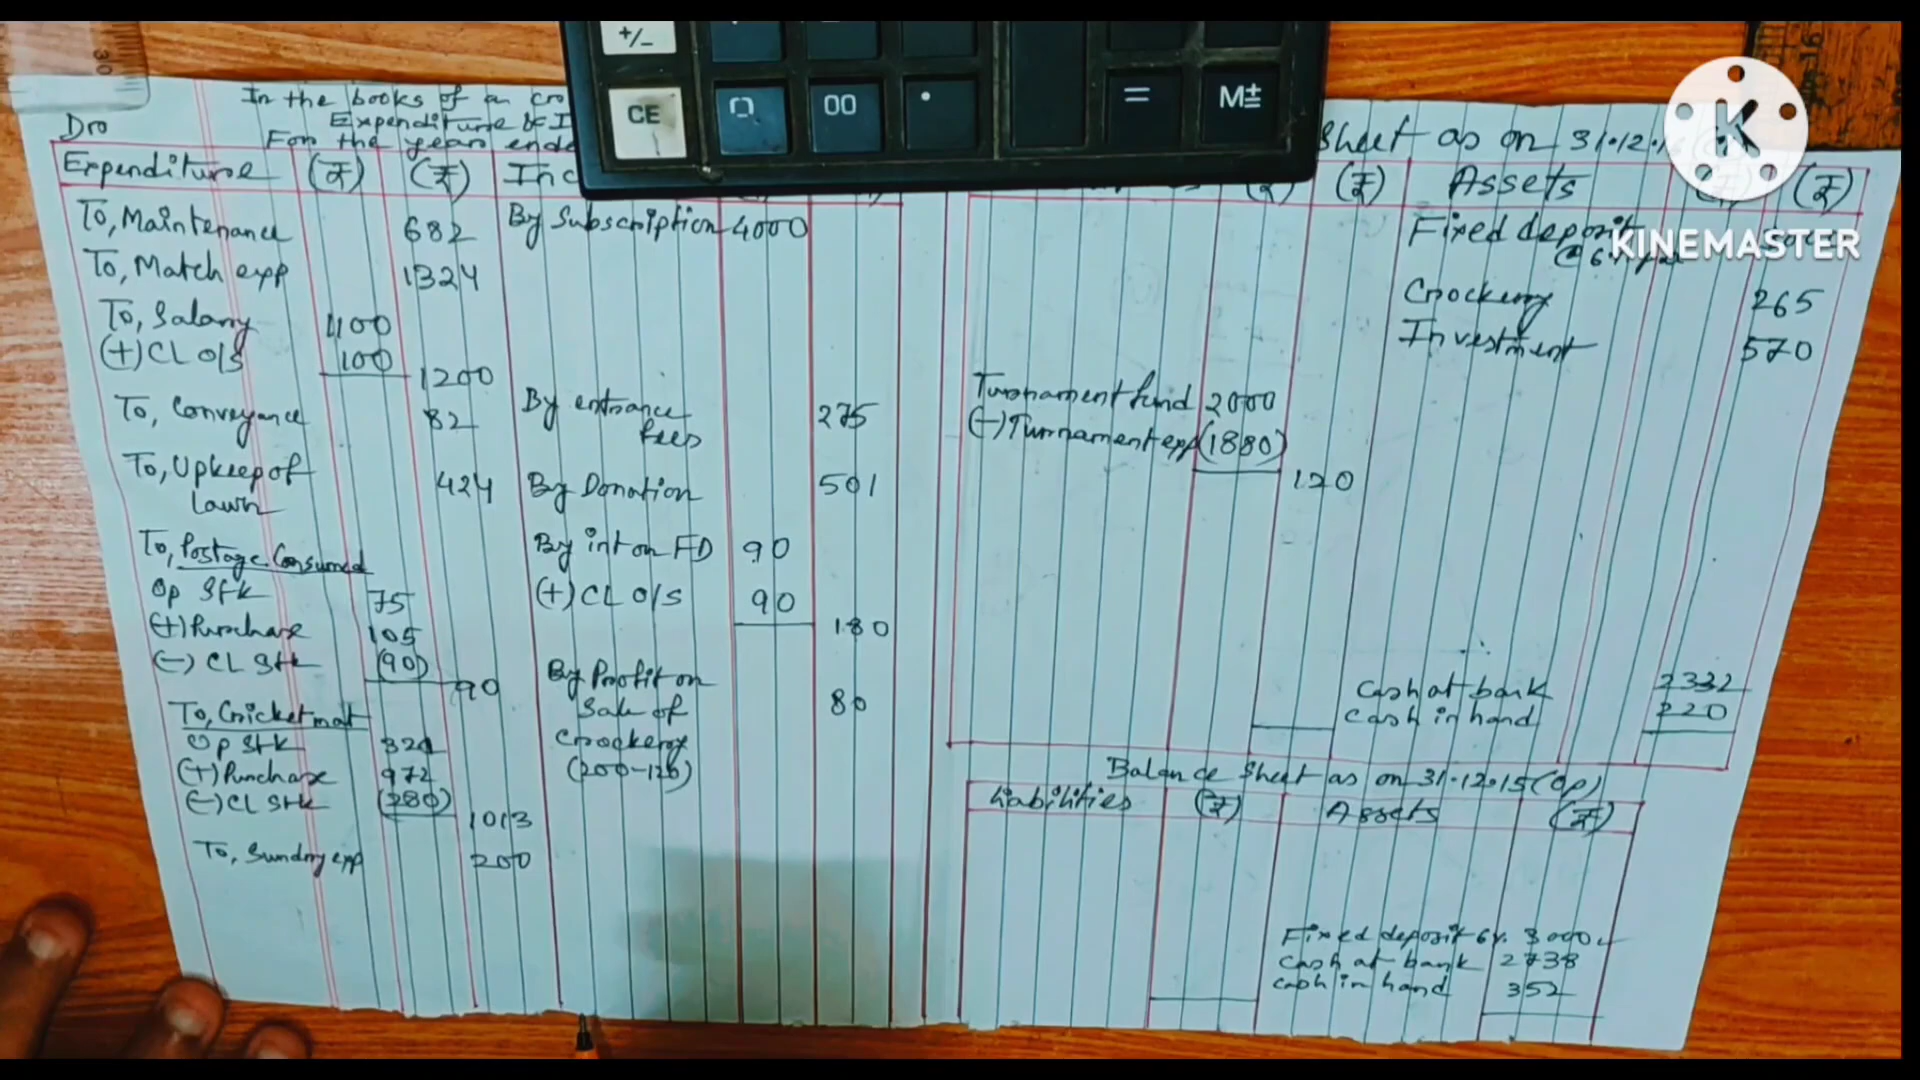 +/−
CE
00
•
=
M±
30
K
KINEMASTER
In the books of an
Expenditure &
For the years
Dro
Expenditure (₹) (₹)
To, Maintenance 682
To, Match exp 1324
To, Salary 1100
(+) CL o/s 100
1200
To, Conveyance 82
To, Upkeep of
Lawn 424
To, Postage Consumed
Op Stk 75
(+) Purchase 105
(−) CL Stk (90)
90
To, Cricket mat
Op Stk 321
(+) Purchase 972
(−) CL Stk (280)
1013
To, Sundry exp 200
By Subscription 4000
By entrance
fees 275
By Donation 501
By int on FD 90
(+) CL o/s 90
180
By Profit on
Sale of 80
Crockery
(200-120)
Sheet as on 31.12.
(₹) (₹) Assets (₹)
Fixed deposit
Crockery 265
Investment 570
Turnament fund 2000
(−) Turnament exp (1880)
120
Cash at bank 2332
Cash in hand 220
Balance Sheet as on 31.12.15 (Op)
Liabilities (₹) Assets (₹)
Fixed deposit 6% 3000
Cash at bank 2738
Cash in hand 352